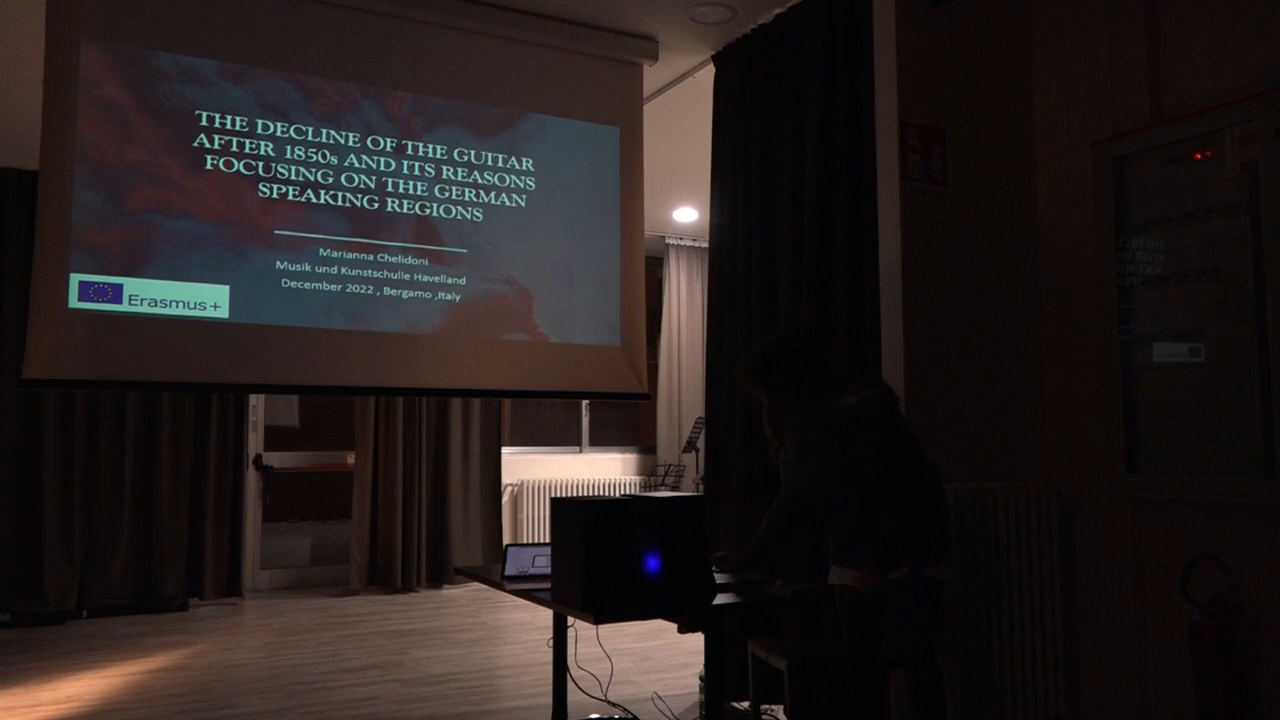 THE DECLINE OF THE GUITAR
AFTER 1850s AND ITS REASONS
FOCUSING ON THE GERMAN
SPEAKING REGIONS
Marianna Chelidoni
Musik und Kunstschulle Havelland
December 2022 , Bergamo ,Italy
Erasmus+